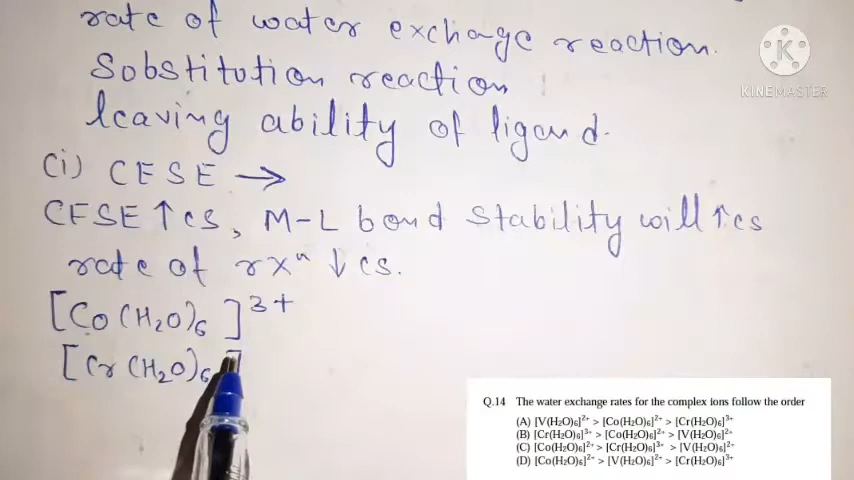 rate of water exchange reaction.
Sobstitution reaction
leaving ability of ligand.
(i) CFSE →
CFSE ↑cs, M-L bond stability will ↑cs
rate of rxⁿ ↓cs.
[Co(H₂O)₆]³⁺
[Cr(H₂O)₆]
K
KINEMASTER
Q.14 The water exchange rates for the complex ions follow the order
(A) [V(H₂O)₆]²⁺ > [Co(H₂O)₆]²⁺ > [Cr(H₂O)₆]³⁺
(B) [Cr(H₂O)₆]³⁺ > [Co(H₂O)₆]²⁺ > [V(H₂O)₆]²⁺
(C) [Co(H₂O)₆]²⁺ > [Cr(H₂O)₆]³⁺ > [V(H₂O)₆]²⁺
(D) [Co(H₂O)₆]²⁺ > [V(H₂O)₆]²⁺ > [Cr(H₂O)₆]³⁺